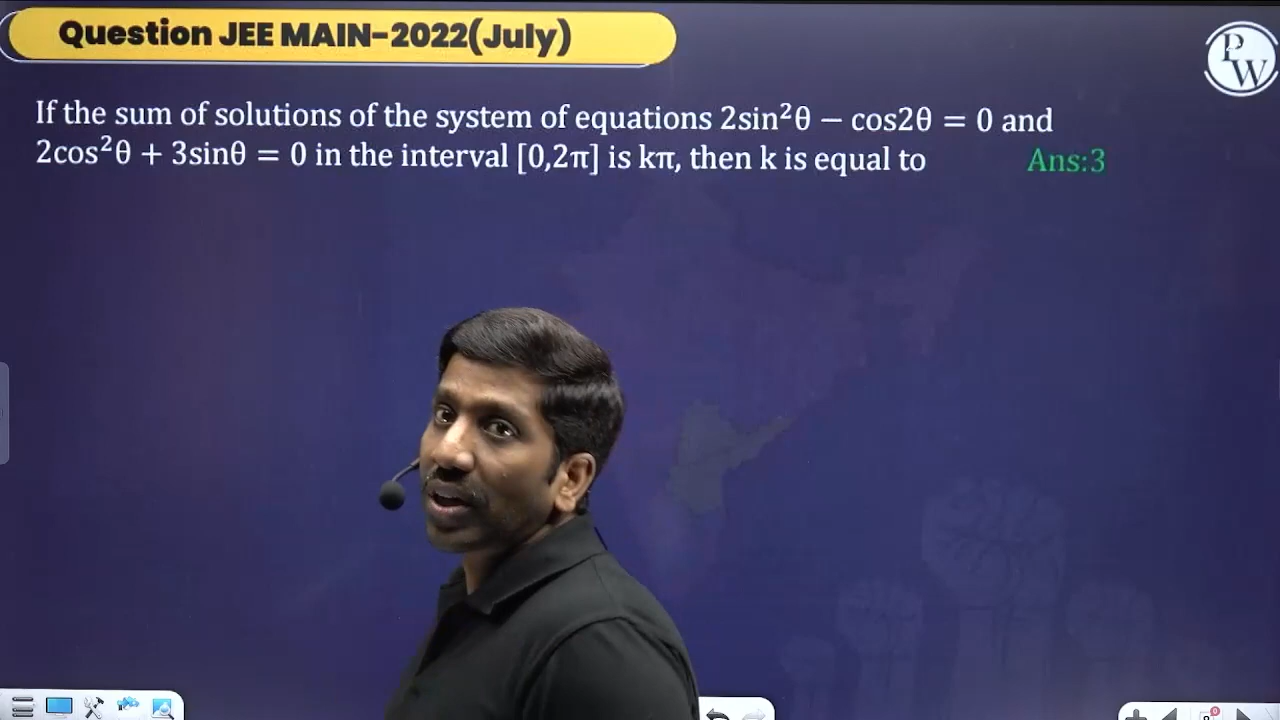 Question JEE MAIN-2022(July)
P
W
If the sum of solutions of the system of equations 2sin²θ − cos2θ = 0 and
2cos²θ + 3sinθ = 0 in the interval [0,2π] is kπ, then k is equal to Ans:3